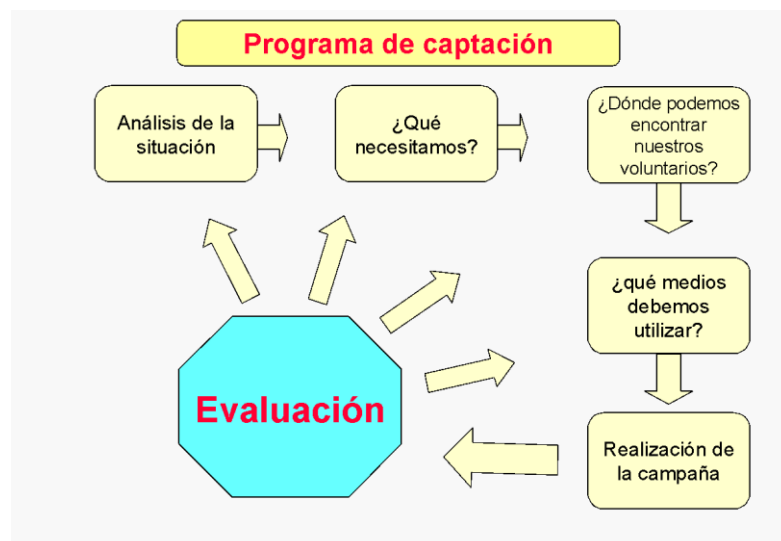 Programa de captación
Análisis de la
situación
¿Qué
necesitamos?
¿Dónde podemos
encontrar
nuestros
voluntarios?
¿qué medios
debemos
utilizar?
Realización de
la campaña
Evaluación